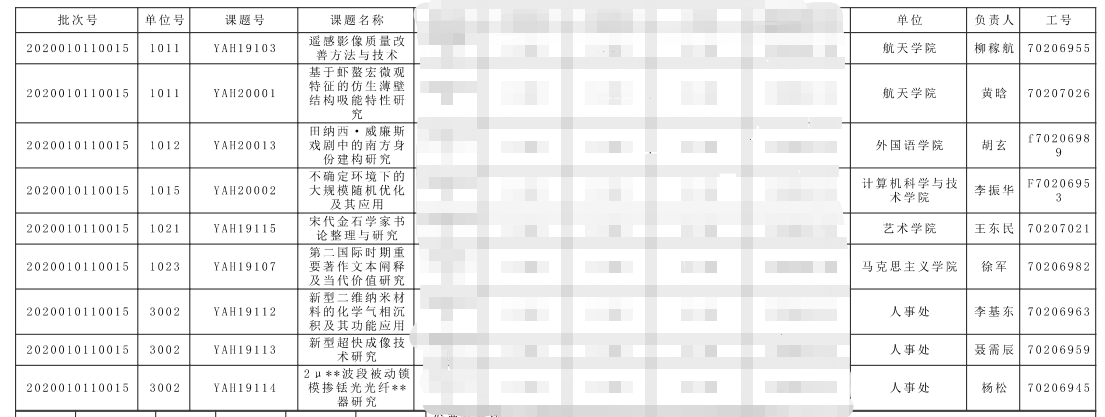 批次号 单位号 课题号 课题名称 单位 负责人 工号
2020010110015 1011 YAH19103 遥感影像质量改 航天学院 柳稼航 70206955
善方法与技术
2020010110015 1011 YAH20001 基于虾螯宏微观 航天学院 黄晗 70207026
特征的仿生薄壁
结构吸能特性研
究
2020010110015 1012 YAH20013 田纳西·威廉斯 外国语学院 胡玄 f7020698
戏剧中的南方身 9
份建构研究
2020010110015 1015 YAH20002 不确定环境下的 计算机科学与技 李振华 F7020695
大规模随机优化 术学院 3
及其应用
2020010110015 1021 YAH19115 宋代金石学家书 艺术学院 王东民 70207021
论整理与研究
2020010110015 1023 YAH19107 第二国际时期重 马克思主义学院 徐军 70206982
要著作文本阐释
及当代价值研究
2020010110015 3002 YAH19112 新型二维纳米材 人事处 李基东 70206963
料的化学气相沉
积及其功能应用
2020010110015 3002 YAH19113 新型超快成像技 人事处 聂需辰 70206959
术研究
2020010110015 3002 YAH19114 2μ**波段被动锁 人事处 杨松 70206945
模掺铥光光纤**
器研究